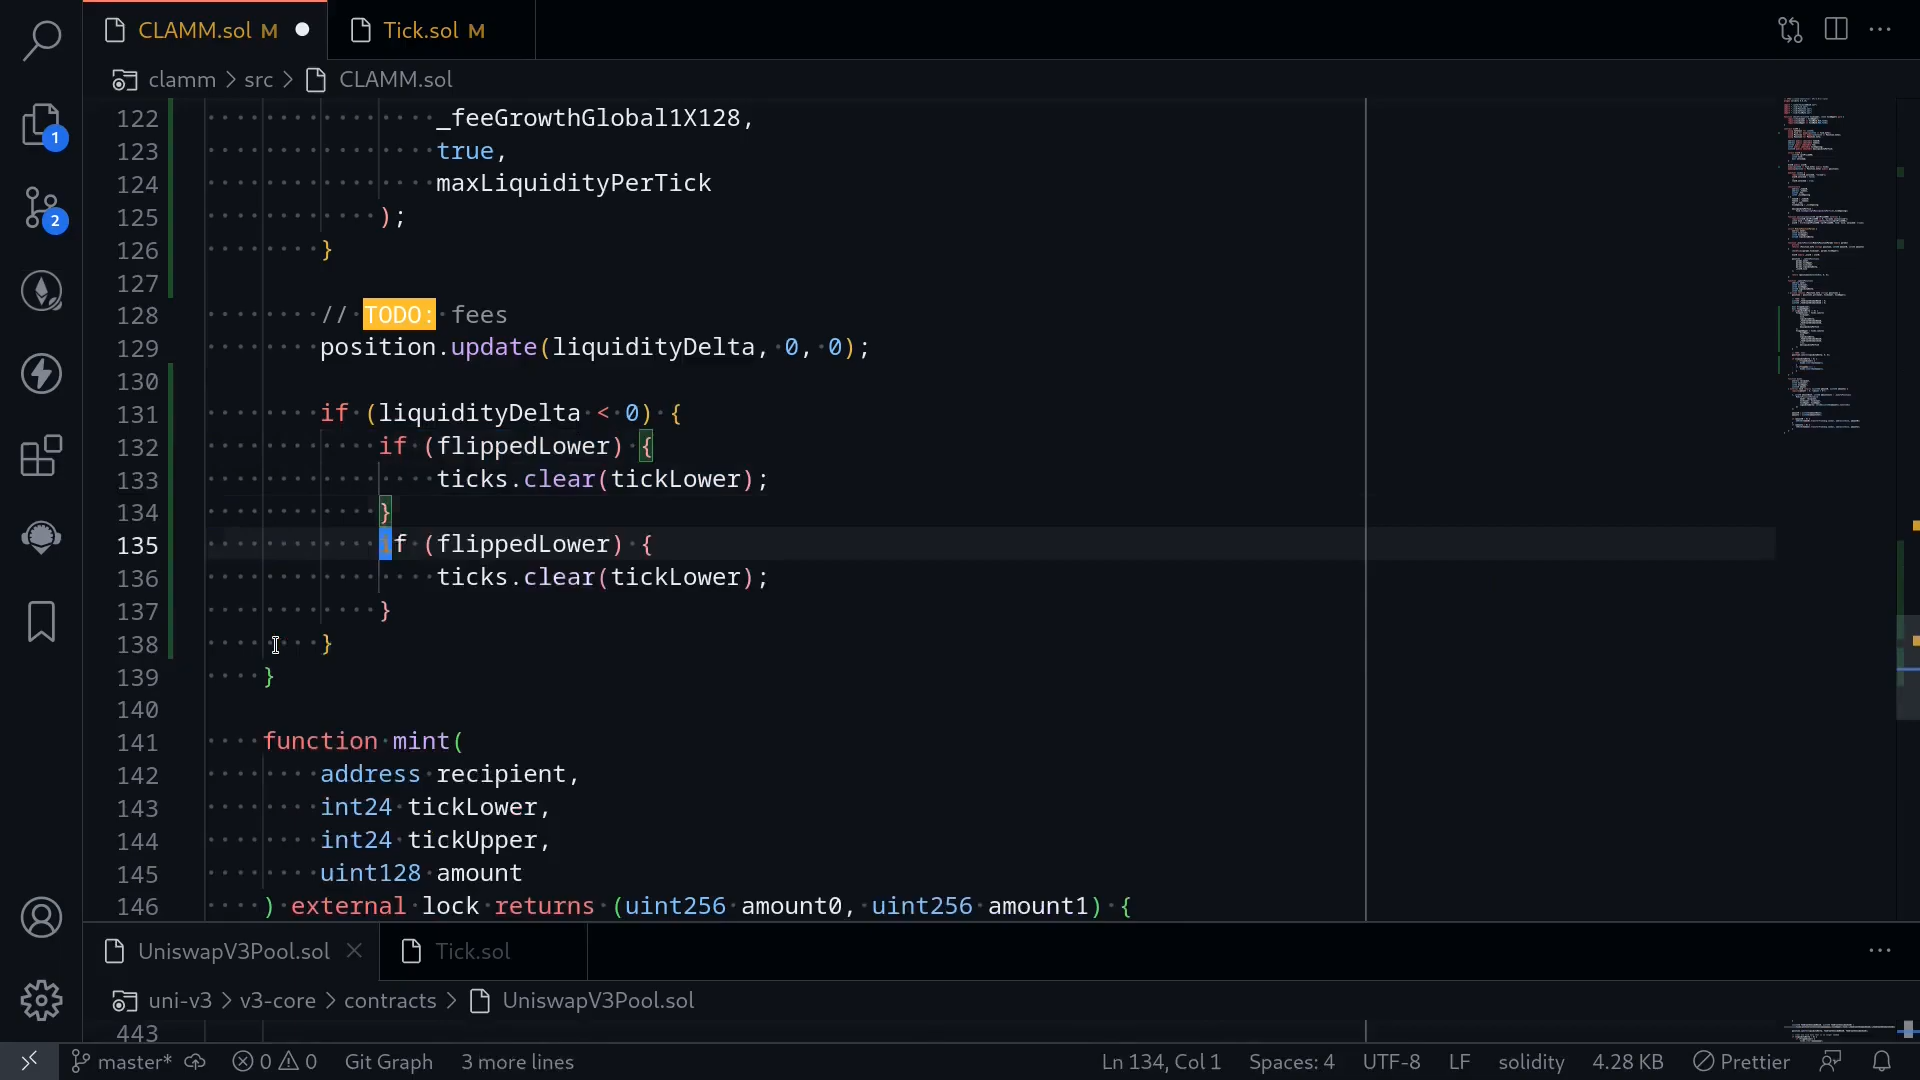 CLAMM.sol M
Tick.sol M
clamm > src > CLAMM.sol
122 _feeGrowthGlobal1X128,
123 true,
124 maxLiquidityPerTick
125 );
126 }
127
128 // TODO: fees
129 position.update(liquidityDelta, 0, 0);
130
131 if (liquidityDelta < 0) {
132 if (flippedLower) {
133 ticks.clear(tickLower);
134 }
135 if (flippedLower) {
136 ticks.clear(tickLower);
137 }
138 }
139 }
140
141 function mint(
142 address recipient,
143 int24 tickLower,
144 int24 tickUpper,
145 uint128 amount
146 ) external lock returns (uint256 amount0, uint256 amount1) {
1
2
UniswapV3Pool.sol
Tick.sol
uni-v3 > v3-core > contracts > UniswapV3Pool.sol
443
master* 0 0 Git Graph 3 more lines Ln 134, Col 1 Spaces: 4 UTF-8 LF solidity 4.28 KB Prettier